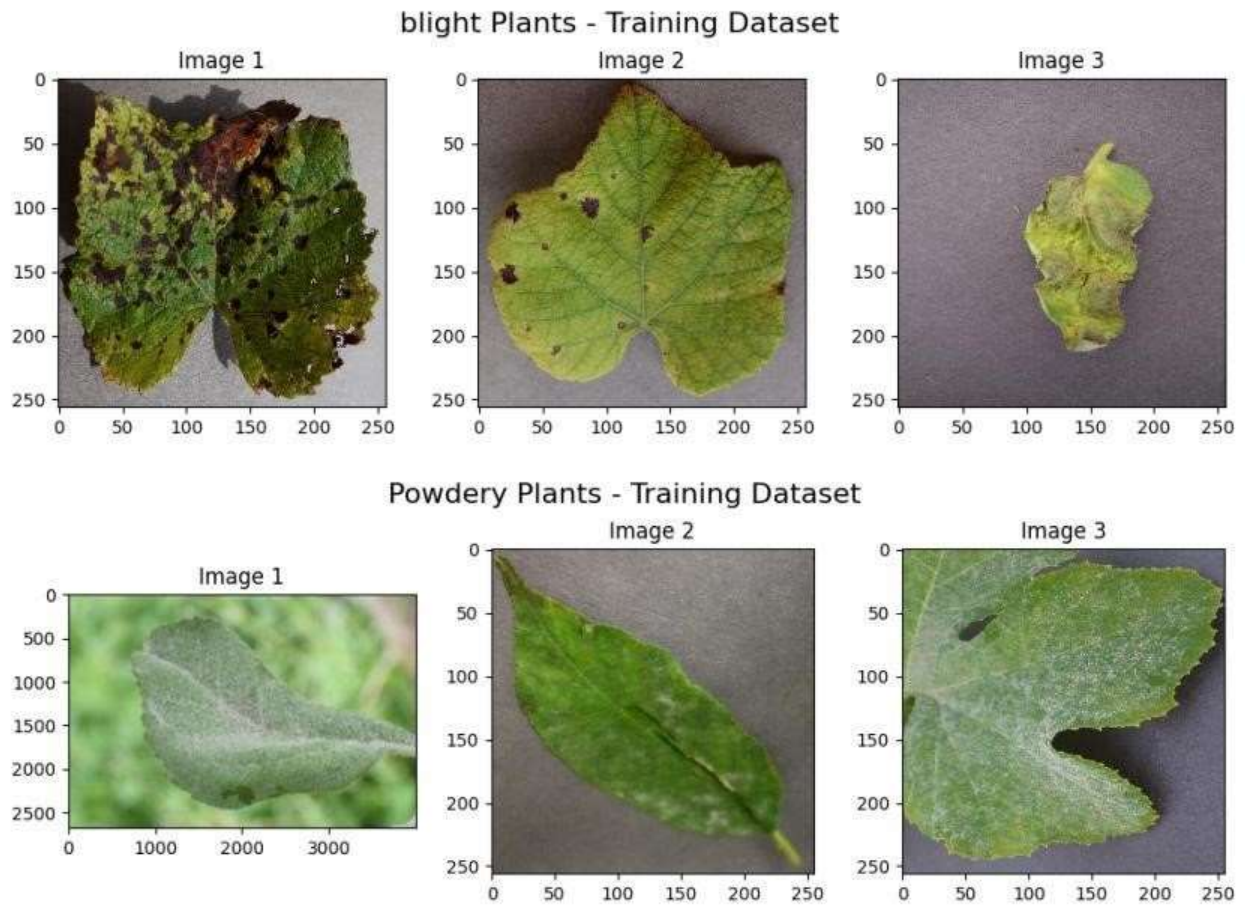 blight Plants - Training Dataset
Image 1
Image 2
Image 3
0
50
100
150
200
250
0 50 100 150 200 250
0
50
100
150
200
250
0 50 100 150 200 250
0
50
100
150
200
250
0 50 100 150 200 250
Powdery Plants - Training Dataset
Image 1
Image 2
Image 3
0
500
1000
1500
2000
2500
0 1000 2000 3000
0
50
100
150
200
250
0 50 100 150 200 250
0
50
100
150
200
250
0 50 100 150 200 250